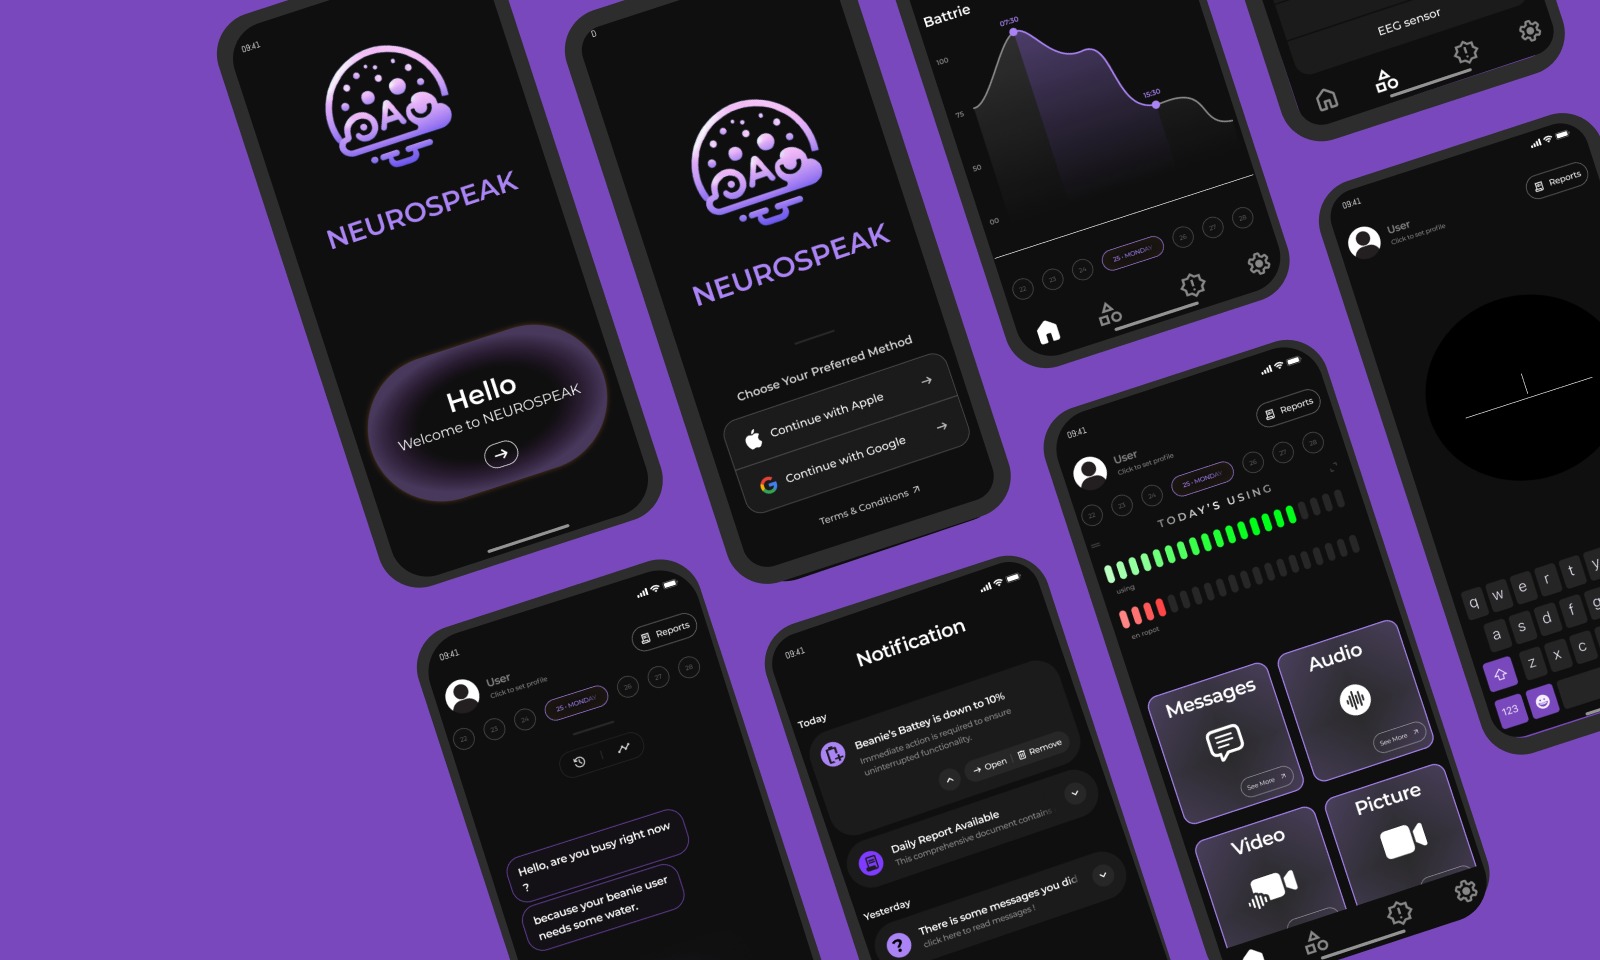 09:41
NEUROSPEAK
Hello
Welcome to NEUROSPEAK
0
NEUROSPEAK
Choose Your Preferred Method
Continue with Apple
Continue with Google
Terms & Conditions
Battrie
07:30
100
75
15:30
50
00
22
23
24
25 - MONDAY
26
27
28
EEG sensor
09:41
Reports
User
Click to set profile
q w e r t y
a s d f g
z x c
123
09:41
Reports
User
Click to set profile
22
23
24
25 - MONDAY
26
27
28
Hello, are you busy right now
?
because your beanie user
needs some water.
09:41
Notification
Today
Beanie's Battey is down to 10%
Immediate action is required to ensure
uninterrupted functionality.
Open
Remove
Daily Report Available
This comprehensive document contains
Yesterday
There is some messages you did
click here to read messages !
09:41
Reports
User
Click to set profile
22
23
24
25 - MONDAY
26
27
28
TODAY'S USING
using
en ropot
Messages
See More
Audio
See More
Video
Picture